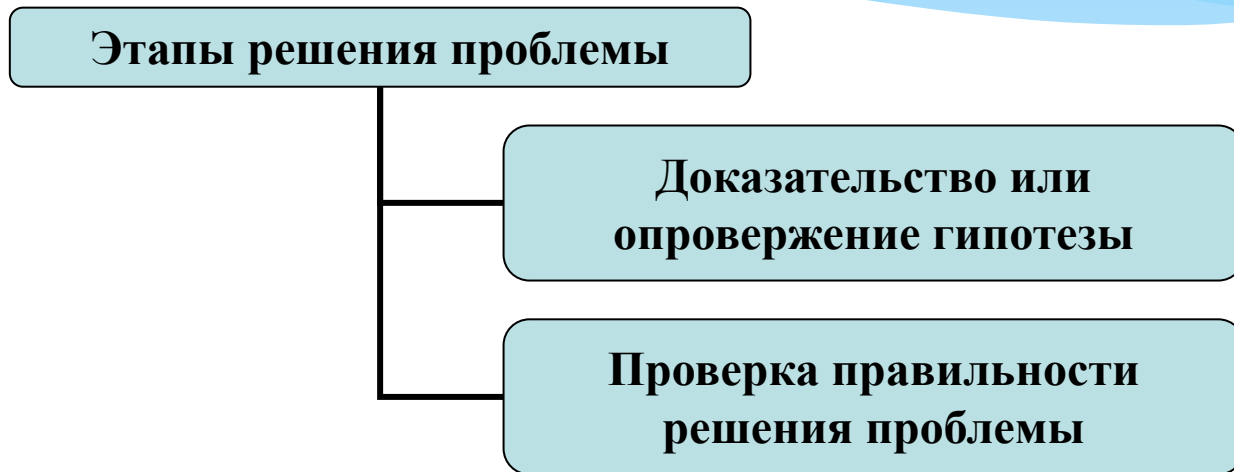 Этапы решения проблемы
Доказательство или
опровержение гипотезы
Проверка правильности
решения проблемы